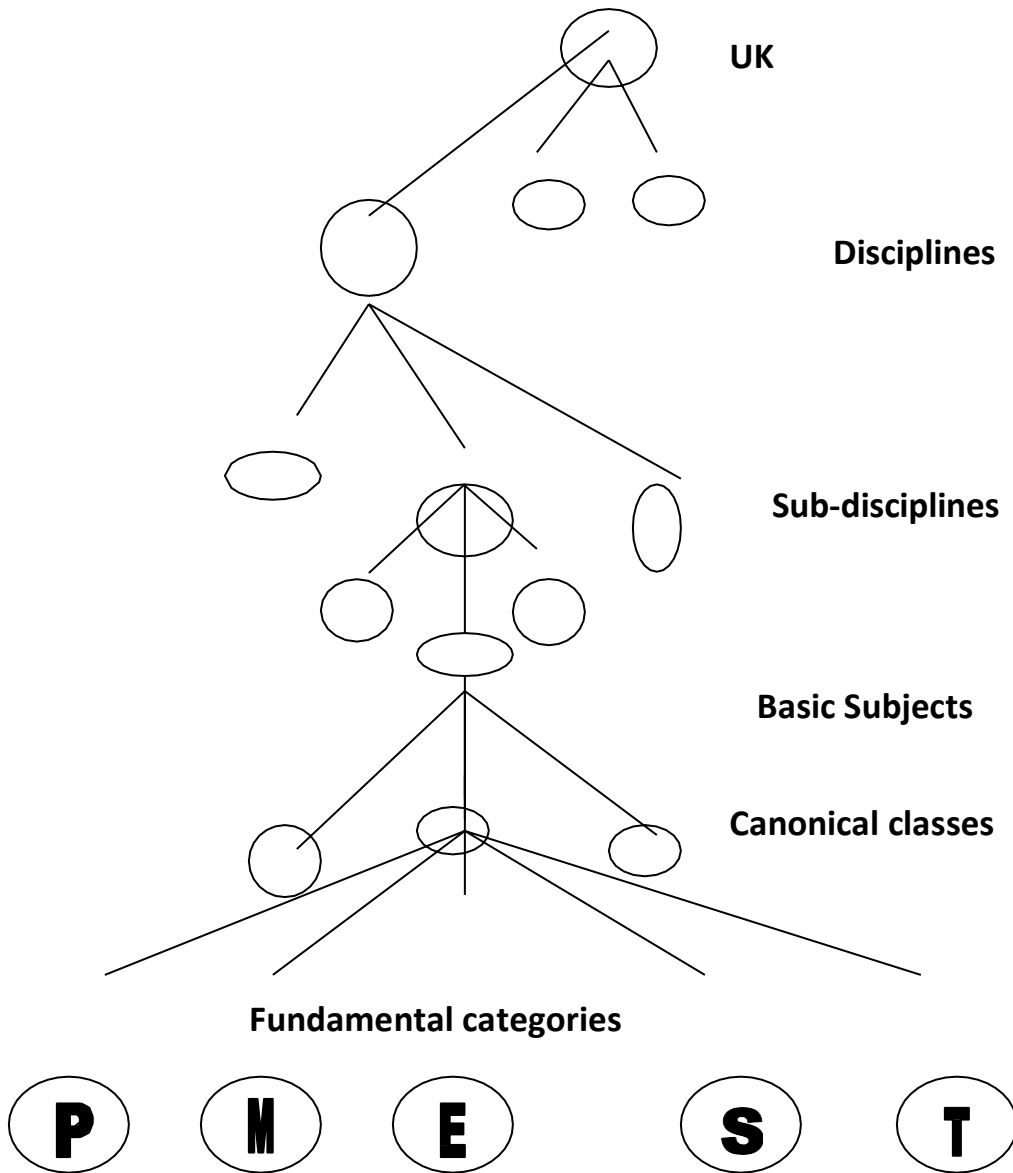 UK
Disciplines
Sub-disciplines
Basic Subjects
Canonical classes
Fundamental categories
P M E S T